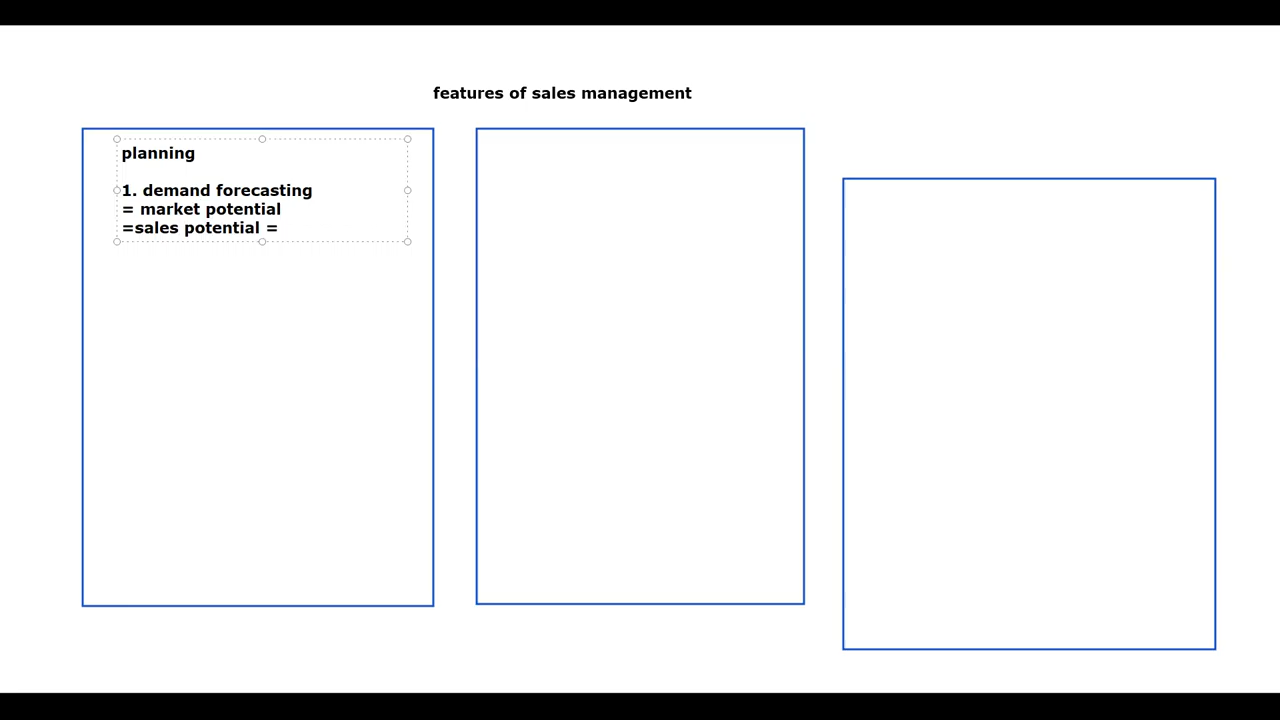 features of sales management
planning
1. demand forecasting
= market potential
=sales potential =